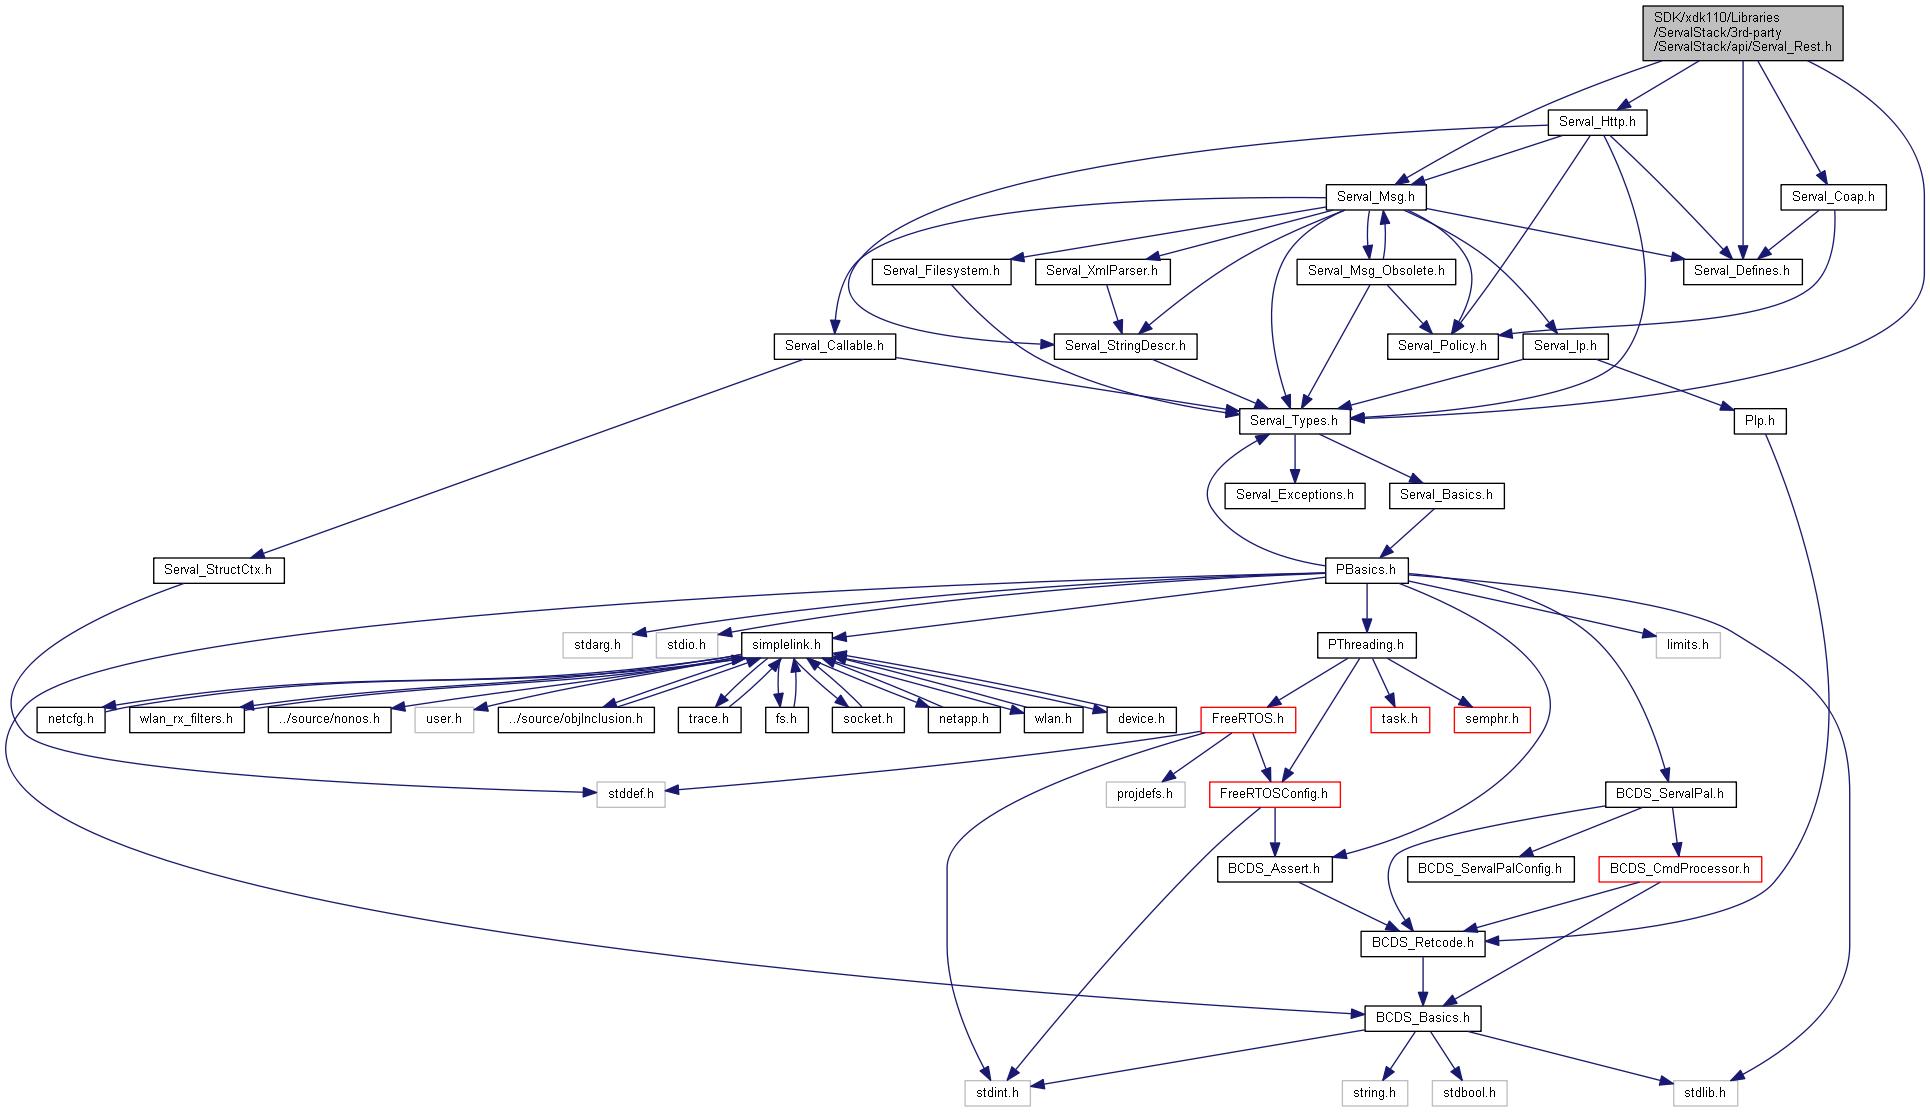 SDK/xdk110/Libraries
/ServalStack/3rd-party
/ServalStack/api/Serval_Rest.h
Serval_Http.h
Serval_Msg.h
Serval_Coap.h
Serval_Filesystem.h
Serval_XmlParser.h
Serval_Msg_Obsolete.h
Serval_Defines.h
Serval_Callable.h
Serval_StringDescr.h
Serval_Policy.h
Serval_Ip.h
Serval_Types.h
PIp.h
Serval_Exceptions.h
Serval_Basics.h
Serval_StructCtx.h
PBasics.h
stdarg.h
stdio.h
simplelink.h
PThreading.h
limits.h
netcfg.h
wlan_rx_filters.h
../source/nonos.h
user.h
../source/objInclusion.h
trace.h
fs.h
socket.h
netapp.h
wlan.h
device.h
FreeRTOS.h
task.h
semphr.h
stddef.h
projdefs.h
FreeRTOSConfig.h
BCDS_ServalPal.h
BCDS_Assert.h
BCDS_ServalPalConfig.h
BCDS_CmdProcessor.h
BCDS_Retcode.h
BCDS_Basics.h
stdint.h
string.h
stdbool.h
stdlib.h